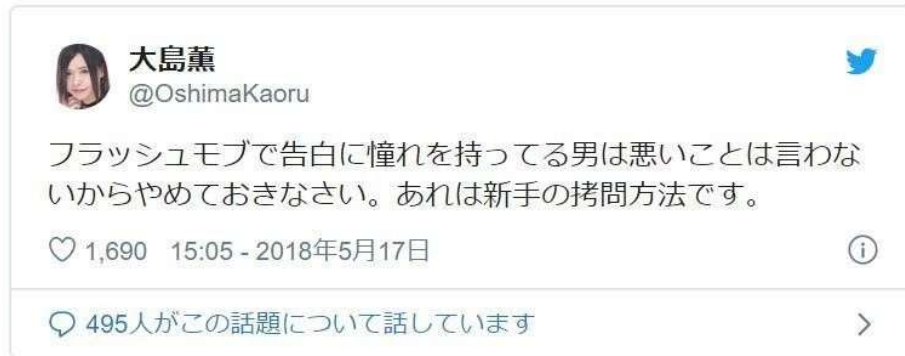 大島薫
@OshimaKaoru
フラッシュモブで告白に憧れを持ってる男は悪いことは言わな
いからやめておきなさい。あれは新手の拷問方法です。
1,690 15:05 - 2018年5月17日
495人がこの話題について話しています